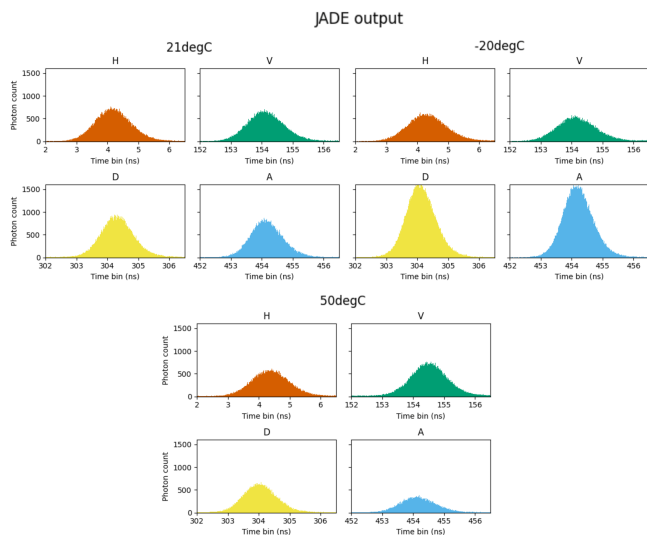 JADE output
21degC
-20degC
H
V
H
V
Photon count
1500
1000
500
0
2 3 4 5 6
152 153 154 155 156
2 3 4 5 6
152 153 154 155 156
Time bin (ns)
Time bin (ns)
Time bin (ns)
Time bin (ns)
D
A
D
A
Photon count
1500
1000
500
0
302 303 304 305 306
452 453 454 455 456
302 303 304 305 306
452 453 454 455 456
Time bin (ns)
Time bin (ns)
Time bin (ns)
Time bin (ns)
50degC
H
V
Photon count
1500
1000
500
0
2 3 4 5 6
152 153 154 155 156
Time bin (ns)
Time bin (ns)
D
A
Photon count
1500
1000
500
0
302 303 304 305 306
452 453 454 455 456
Time bin (ns)
Time bin (ns)